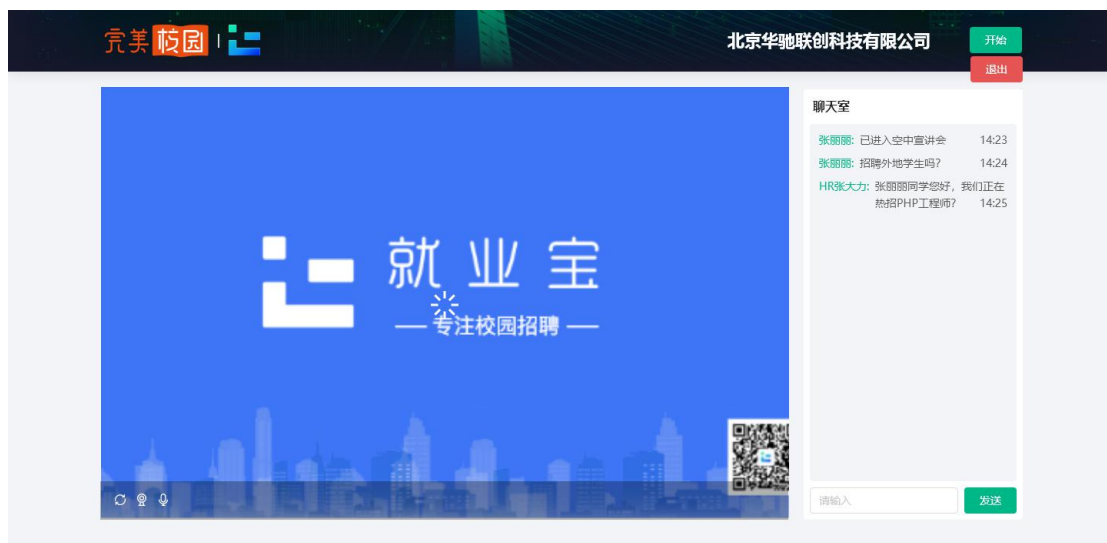 完美校园
北京华驰联创科技有限公司
开始
退出
就业宝
专注校园招聘
聊天室
张丽丽: 已进入空中宣讲会 14:23
张丽丽: 招聘外地学生吗? 14:24
HR张大力: 张丽丽同学您好，我们正在
热招PHP工程师? 14:25
请输入
发送